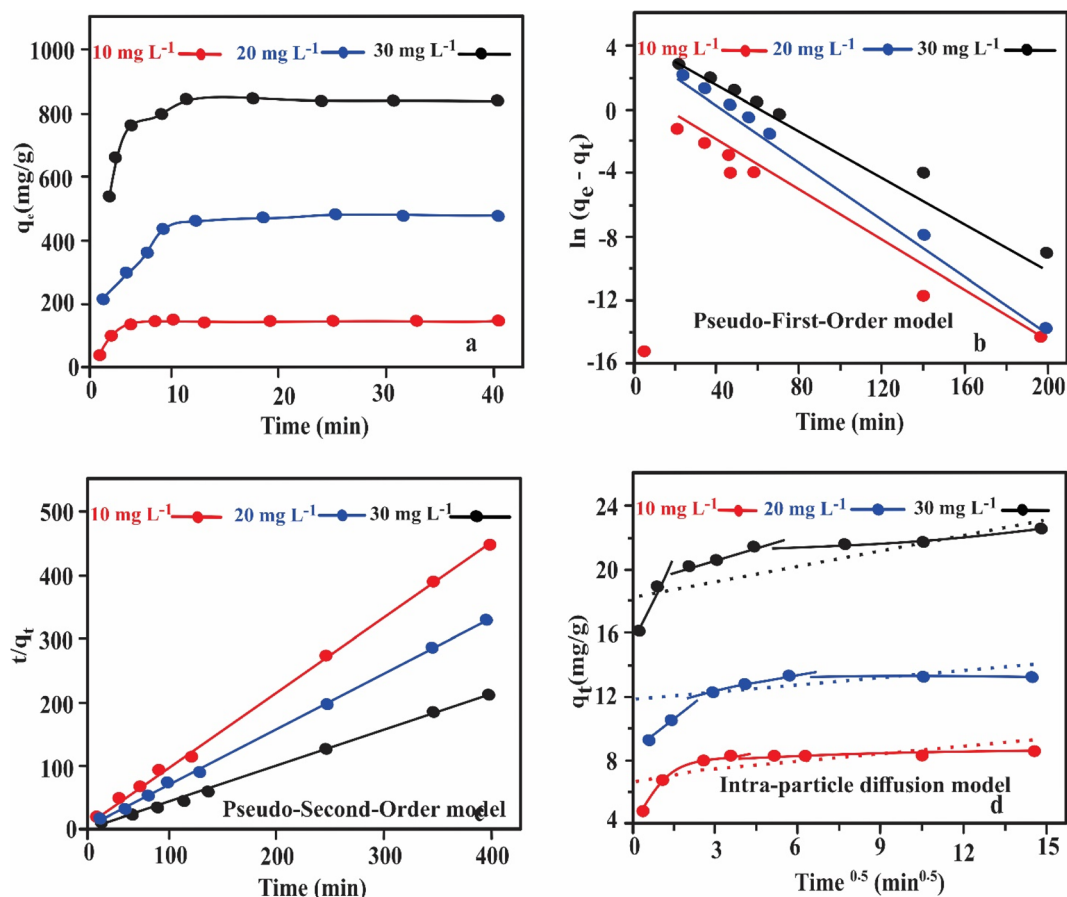 1000
10 mg L⁻¹ 20 mg L⁻¹ 30 mg L⁻¹
800
600
400
200
0
qₑ(mg/g)
a
0 10 20 30 40
Time (min)
4
10 mg L⁻¹ 20 mg L⁻¹ 30 mg L⁻¹
0
-4
-8
-12
-16
ln (qₑ - qₜ)
Pseudo-First-Order model
b
0 40 80 120 160 200
Time (min)
500
10 mg L⁻¹ 20 mg L⁻¹ 30 mg L⁻¹
400
300
200
100
0
t/qₜ
Pseudo-Second-Order model
c
0 100 200 300 400
Time (min)
24
10 mg L⁻¹ 20 mg L⁻¹ 30 mg L⁻¹
20
16
12
8
4
qₜ(mg/g)
Intra-particle diffusion model
d
0 3 6 9 12 15
Time ⁰·⁵ (min⁰·⁵)